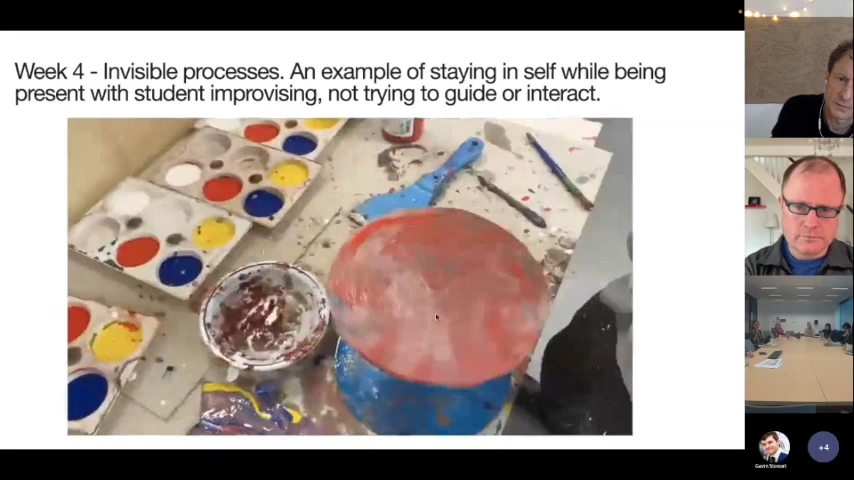 Week 4 - Invisible processes. An example of staying in self while being
present with student improvising, not trying to guide or interact.
Gavin Stewart
+4